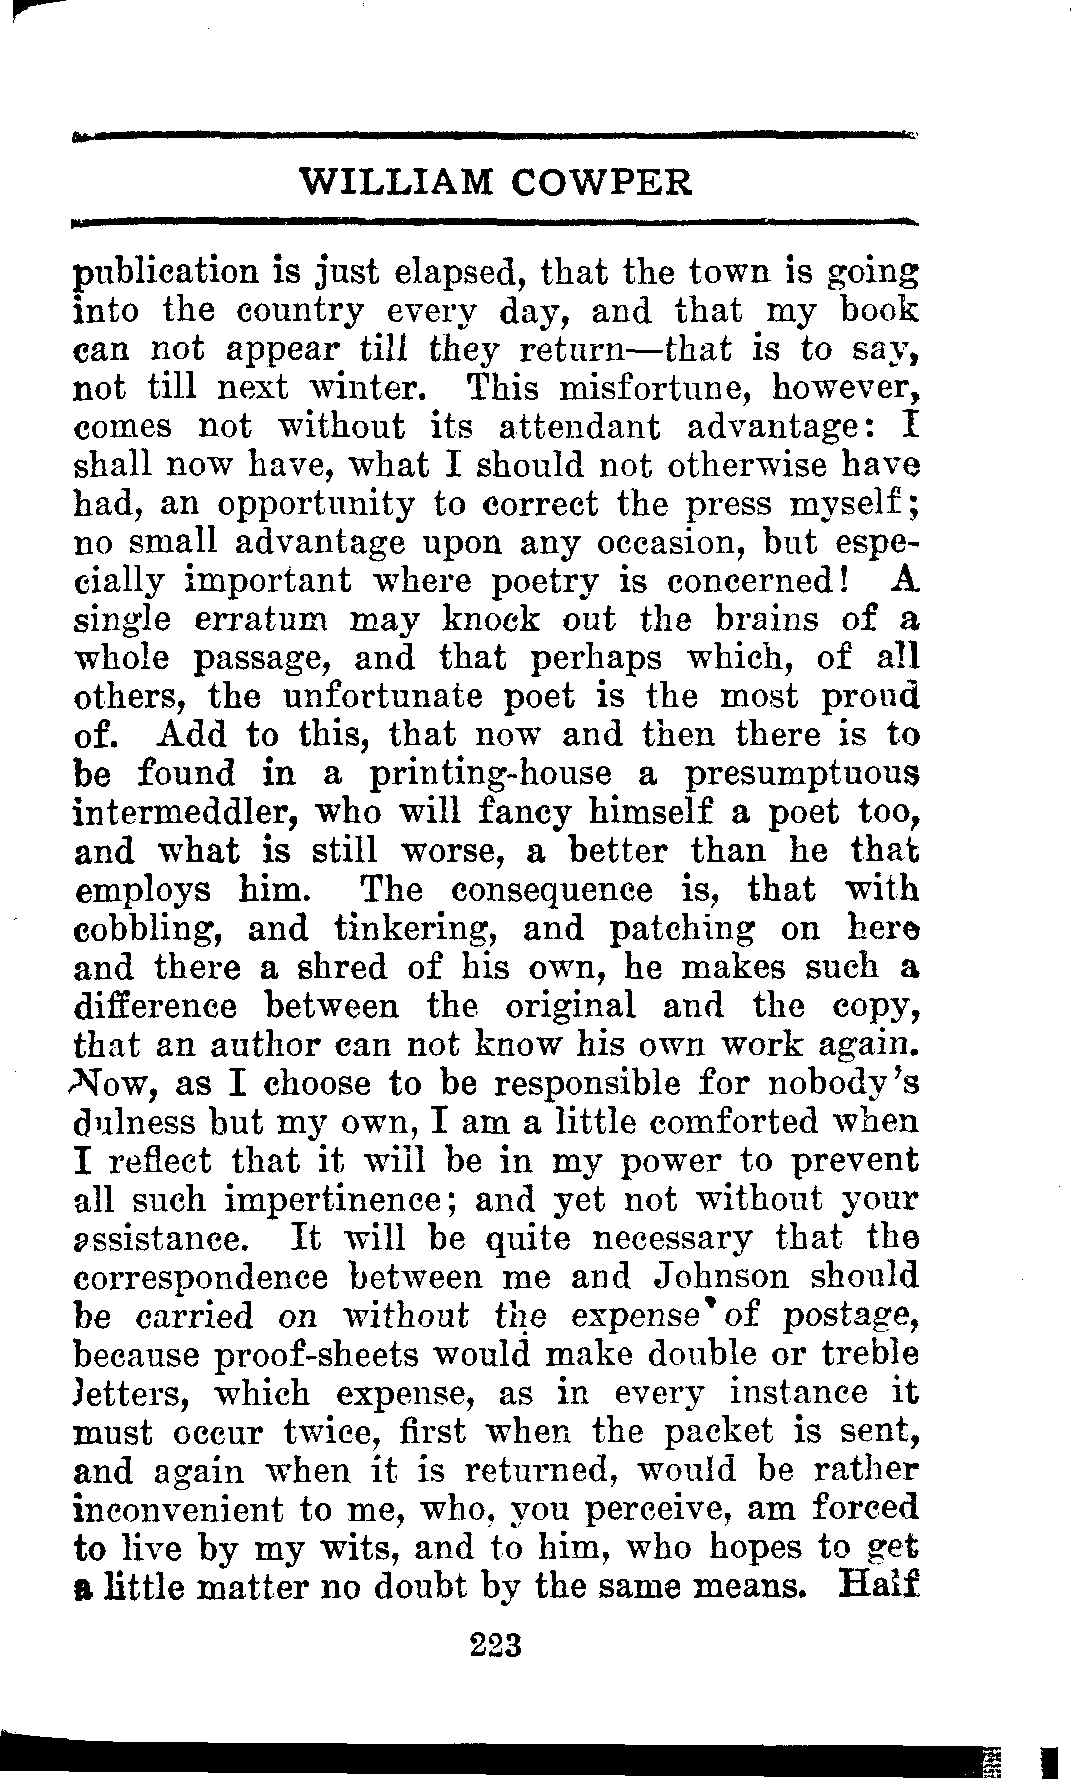 WILLIAM COWPER
publication is just elapsed, that the town is going
into the country every day, and that my book
can not appear till they return—that is to say,
not till next winter. This misfortune, however,
comes not without its attendant advantage: I
shall now have, what I should not otherwise have
had, an opportunity to correct the press myself;
no small advantage upon any occasion, but espe-
cially important where poetry is concerned! A
single erratum may knock out the brains of a
whole passage, and that perhaps which, of all
others, the unfortunate poet is the most proud
of. Add to this, that now and then there is to
be found in a printing-house a presumptuous
intermeddler, who will fancy himself a poet too,
and what is still worse, a better than he that
employs him. The consequence is, that with
cobbling, and tinkering, and patching on here
and there a shred of his own, he makes such a
difference between the original and the copy,
that an author can not know his own work again.
Now, as I choose to be responsible for nobody's
dulness but my own, I am a little comforted when
I reflect that it will be in my power to prevent
all such impertinence; and yet not without your
assistance. It will be quite necessary that the
correspondence between me and Johnson should
be carried on without the expense of postage,
because proof-sheets would make double or treble
letters, which expense, as in every instance it
must occur twice, first when the packet is sent,
and again when it is returned, would be rather
inconvenient to me, who, you perceive, am forced
to live by my wits, and to him, who hopes to get
a little matter no doubt by the same means. Half
223